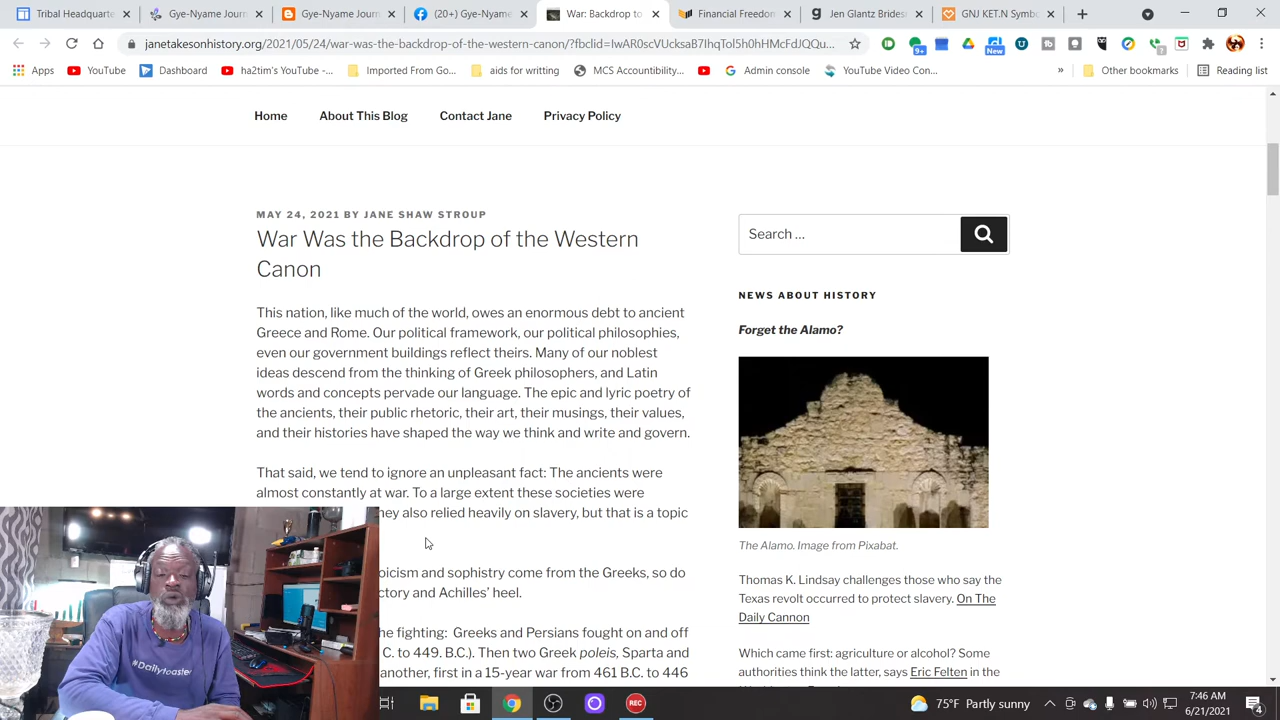 Tribal Headquarte
Gye-Nyame Journ
Gye-Nyame Journ
(20+) Gye-Nyame
War: Backdrop to
Financial Freedom
Jen Glantz Brides
GNJ KET.N Symbo
janetakesonhistory.org/2021/05/24/war-was-the-backdrop-of-the-western-canon/?fbclid=
9+
New
Apps
YouTube
Dashboard
ha2tim's YouTube -...
Imported From Go...
aids for writting
MCS Accountibility...
Admin console
YouTube Video Con...
»
Other bookmarks
Reading list
Home
About This Blog
Contact Jane
Privacy Policy
MAY 24, 2021 BY JANE SHAW STROUP
War Was the Backdrop of the Western
Canon
This nation, like much of the world, owes an enormous debt to ancient
Greece and Rome. Our political framework, our political philosophies,
even our government buildings reflect theirs. Many of our noblest
ideas descend from the thinking of Greek philosophers, and Latin
words and concepts pervade our language. The epic and lyric poetry of
the ancients, their public rhetoric, their art, their musings, their values,
and their histories have shaped the way we think and write and govern.
That said, we tend to ignore an unpleasant fact: The ancients were
almost constantly at war. To a large extent these societies were
hey also relied heavily on slavery, but that is a topic
oicism and sophistry come from the Greeks, so do
ctory and Achilles' heel.
he fighting: Greeks and Persians fought on and off
C. to 449. B.C.). Then two Greek poleis, Sparta and
another, first in a 15-year war from 461 B.C. to 446
Search …
NEWS ABOUT HISTORY
Forget the Alamo?
The Alamo. Image from Pixabat.
Thomas K. Lindsay challenges those who say the
Texas revolt occurred to protect slavery. On The
Daily Cannon
Which came first: agriculture or alcohol? Some
authorities think the latter, says Eric Felten in the
#Dailytoaster
REC
75°F Partly sunny
7:46 AM
6/21/2021
4